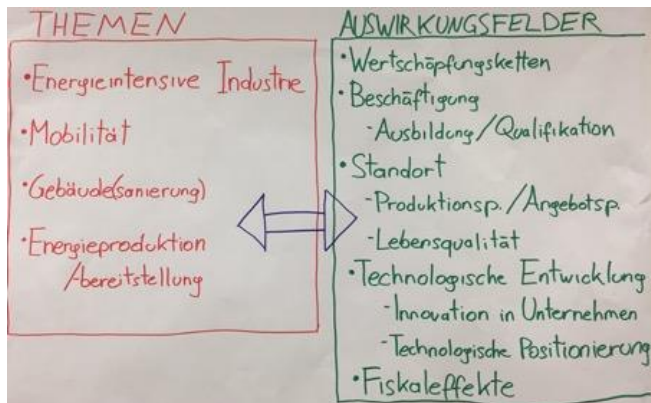 THEMEN
•Energieintensive Industrie
•Mobilität
•Gebäude(sanierung)
•Energieproduktion
/bereitstellung
AUSWIRKUNGSFELDER
•Wertschöpfungsketten
•Beschäftigung
-Ausbildung/Qualifikation
•Standort
-Produktionsp./Angebotsp.
-Lebensqualität
•Technologische Entwicklung
-Innovation in Unternehmen
-Technologische Positionierung
•Fiskaleffekte